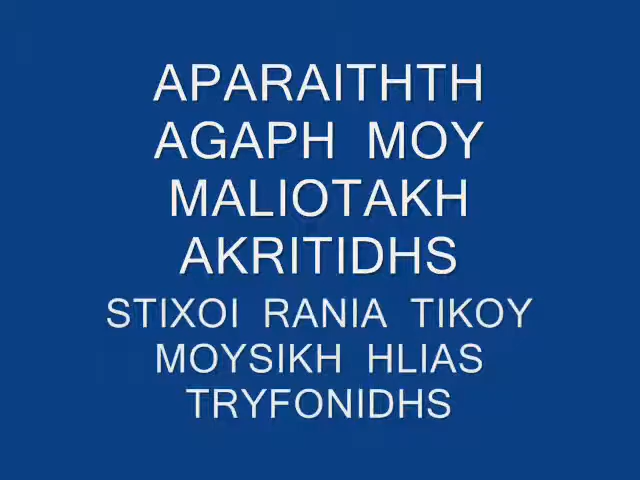 APARAITHTH
AGAPH MOY
MALIOTAKH
AKRITIDHS
STIXOI RANIA TIKOY
MOYSIKH HLIAS
TRYFONIDHS